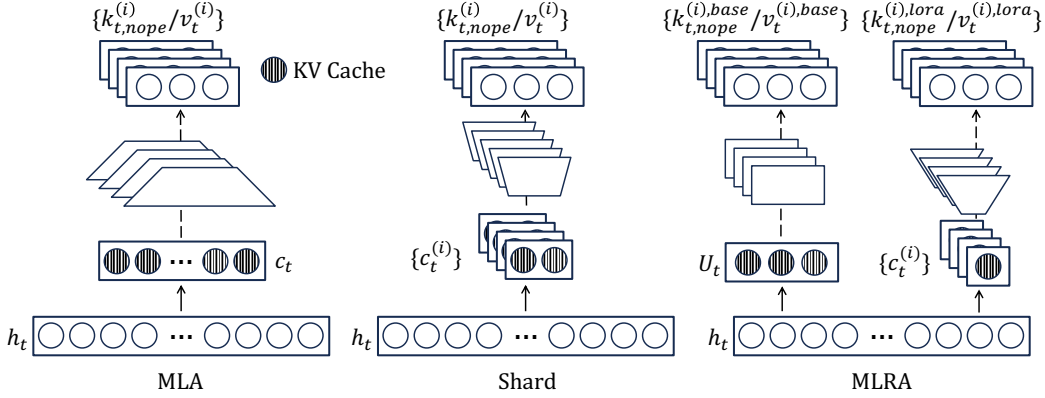 {k_{t,nope}^{(i)}/v_t^{(i)}}
{k_{t,nope}^{(i)}/v_t^{(i)}}
{k_{t,nope}^{(i),base}/v_t^{(i),base}}
{k_{t,nope}^{(i),lora}/v_t^{(i),lora}}
KV Cache
... c_t
{c_t^{(i)}}
U_t
{c_t^{(i)}}
h_t ...
h_t ...
h_t ...
MLA
Shard
MLRA